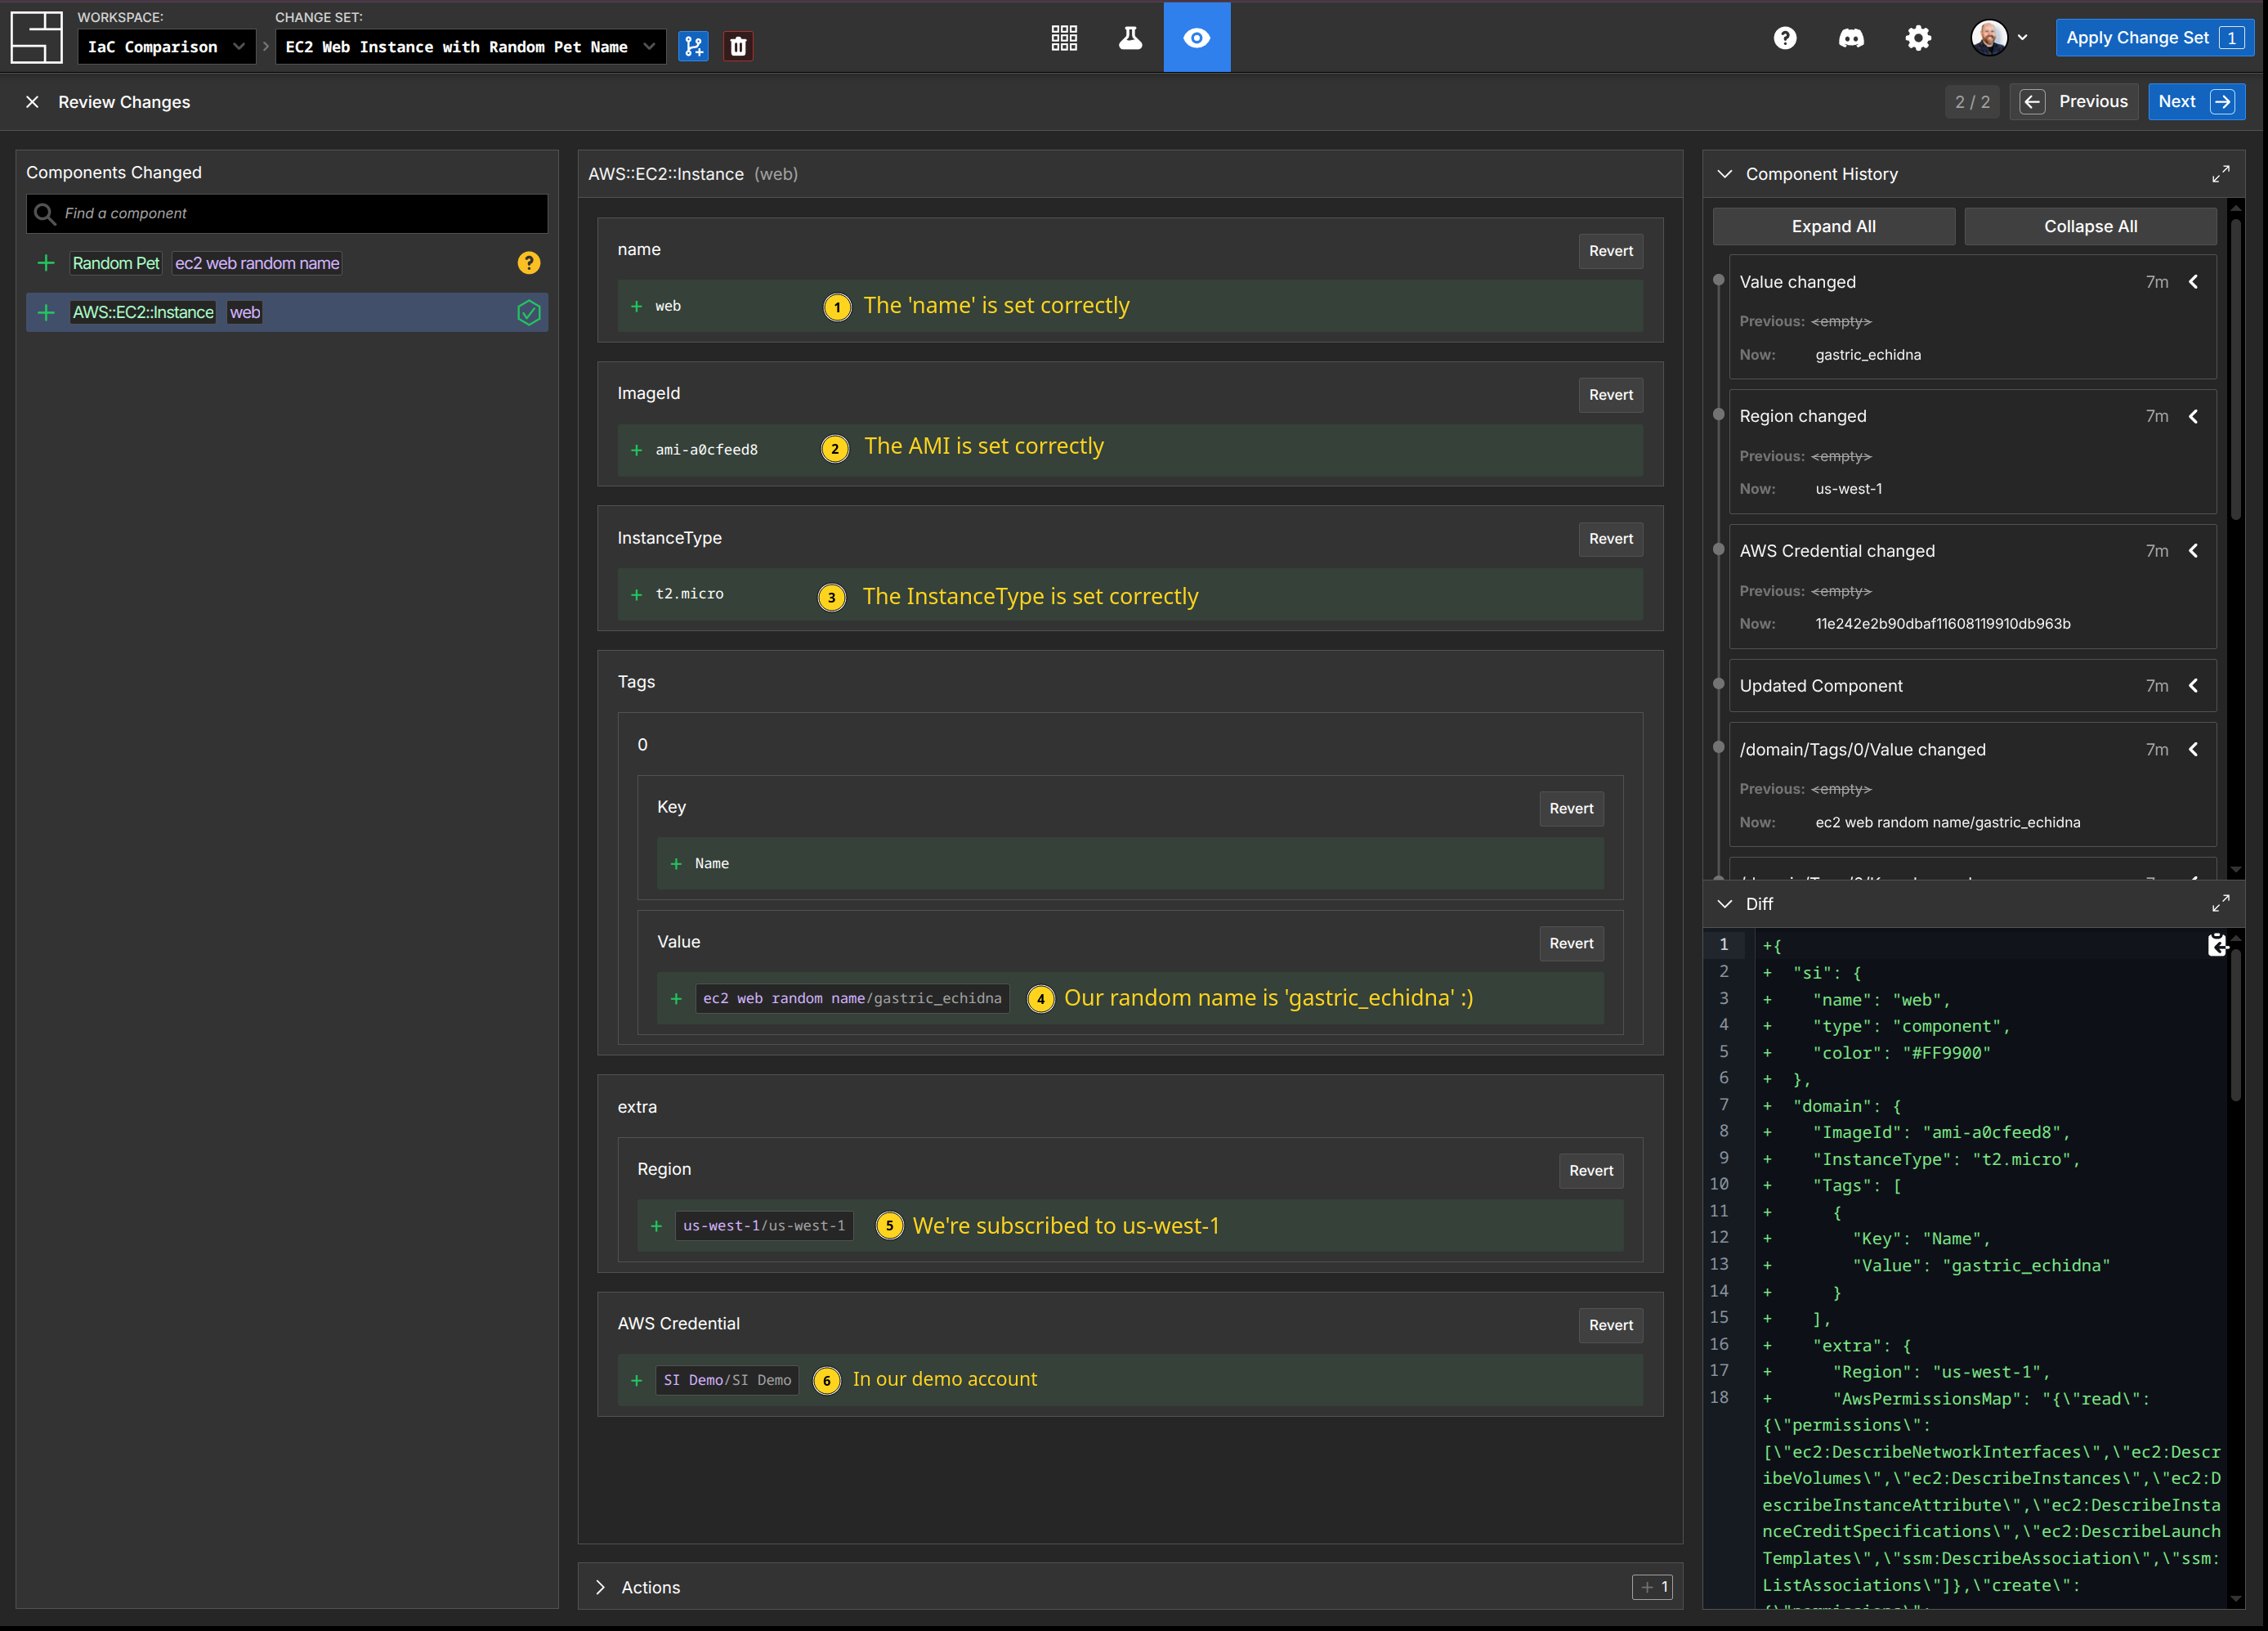 WORKSPACE:
IaC Comparison
CHANGE SET:
EC2 Web Instance with Random Pet Name
Apply Change Set 1
Review Changes
2 / 2
Previous
Next
Components Changed
Find a component
Random Pet ec2 web random name
AWS::EC2::Instance web
AWS::EC2::Instance (web)
name
Revert
+ web
1 The 'name' is set correctly
ImageId
Revert
+ ami-a0cfeed8
2 The AMI is set correctly
InstanceType
Revert
+ t2.micro
3 The InstanceType is set correctly
Tags
0
Key
Revert
+ Name
Value
Revert
+ ec2 web random name/gastric_echidna
4 Our random name is 'gastric_echidna' :)
extra
Region
Revert
+ us-west-1/us-west-1
5 We're subscribed to us-west-1
AWS Credential
Revert
+ SI Demo/SI Demo
6 In our demo account
Actions
+ 1
Component History
Expand All
Collapse All
Value changed 7m
Previous: <empty>
Now: gastric_echidna
Region changed 7m
Previous: <empty>
Now: us-west-1
AWS Credential changed 7m
Previous: <empty>
Now: 11e242e2b90dbaf11608119910db963b
Updated Component 7m
/domain/Tags/0/Value changed 7m
Previous: <empty>
Now: ec2 web random name/gastric_echidna
Diff
1 +{
2 + "si": {
3 + "name": "web",
4 + "type": "component",
5 + "color": "#FF9900"
6 + },
7 + "domain": {
8 + "ImageId": "ami-a0cfeed8",
9 + "InstanceType": "t2.micro",
10 + "Tags": [
11 + {
12 + "Key": "Name",
13 + "Value": "gastric_echidna"
14 + }
15 + ],
16 + "extra": {
17 + "Region": "us-west-1",
18 + "AwsPermissionsMap": "{\"read\":
{\"permissions\":
[\"ec2:DescribeNetworkInterfaces\",\"ec2:Descr
ibeVolumes\",\"ec2:DescribeInstances\",\"ec2:D
escribeInstanceAttribute\",\"ec2:DescribeInsta
nceCreditSpecifications\",\"ec2:DescribeLaunch
Templates\",\"ssm:DescribeAssociation\",\"ssm:
ListAssociations\"]},\"create\":